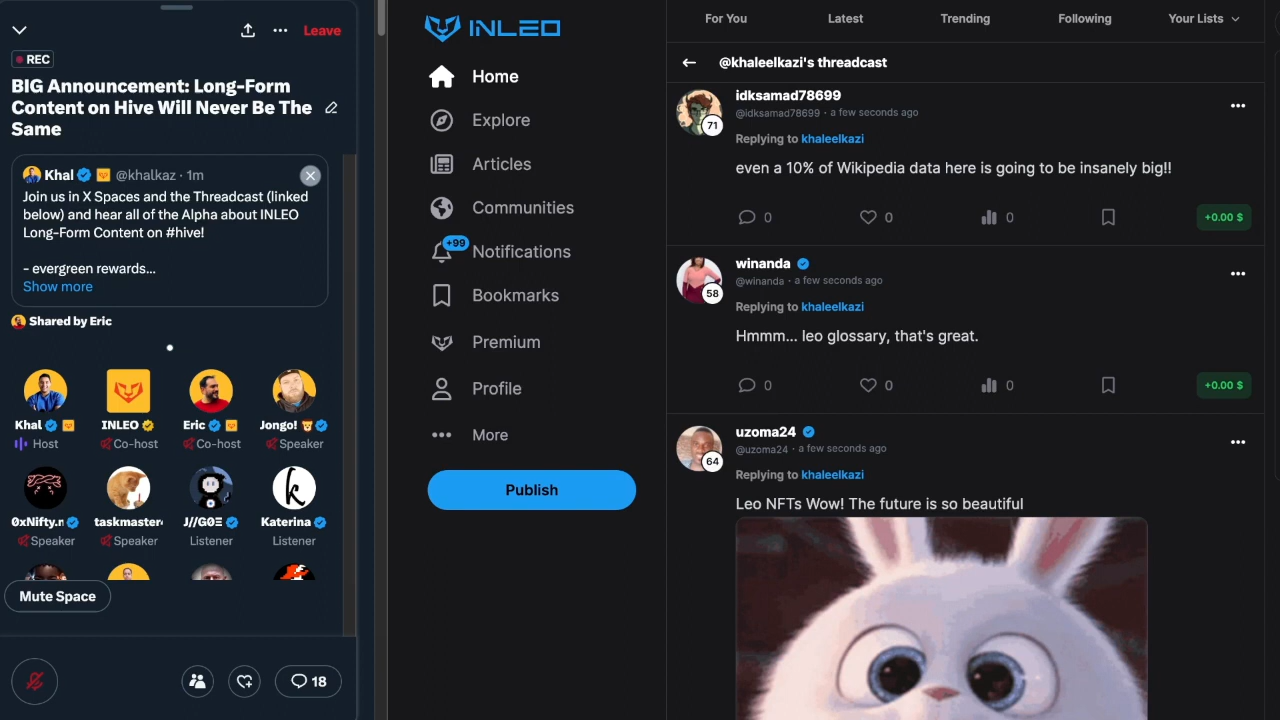 Leave
REC
BIG Announcement: Long-Form
Content on Hive Will Never Be The
Same
Khal @khalkaz · 1m
Join us in X Spaces and the Threadcast (linked
below) and hear all of the Alpha about INLEO
Long-Form Content on #hive!
- evergreen rewards...
Show more
Shared by Eric
Khal
Host
INLEO
Co-host
Eric
Co-host
Jongo!
Speaker
0xNifty.n
Speaker
taskmaster
Speaker
J//GØΞ
Listener
Katerina
Listener
Mute Space
18
INLEO
Home
Explore
Articles
Communities
+99
Notifications
Bookmarks
Premium
Profile
More
Publish
For You
Latest
Trending
Following
Your Lists
@khaleelkazi's threadcast
71
idksamad78699
@idksamad78699 · a few seconds ago
Replying to khaleelkazi
even a 10% of Wikipedia data here is going to be insanely big!!
0 0 0 +0.00 $
58
winanda
@winanda · a few seconds ago
Replying to khaleelkazi
Hmmm... leo glossary, that's great.
0 0 0 +0.00 $
64
uzoma24
@uzoma24 · a few seconds ago
Replying to khaleelkazi
Leo NFTs Wow! The future is so beautiful